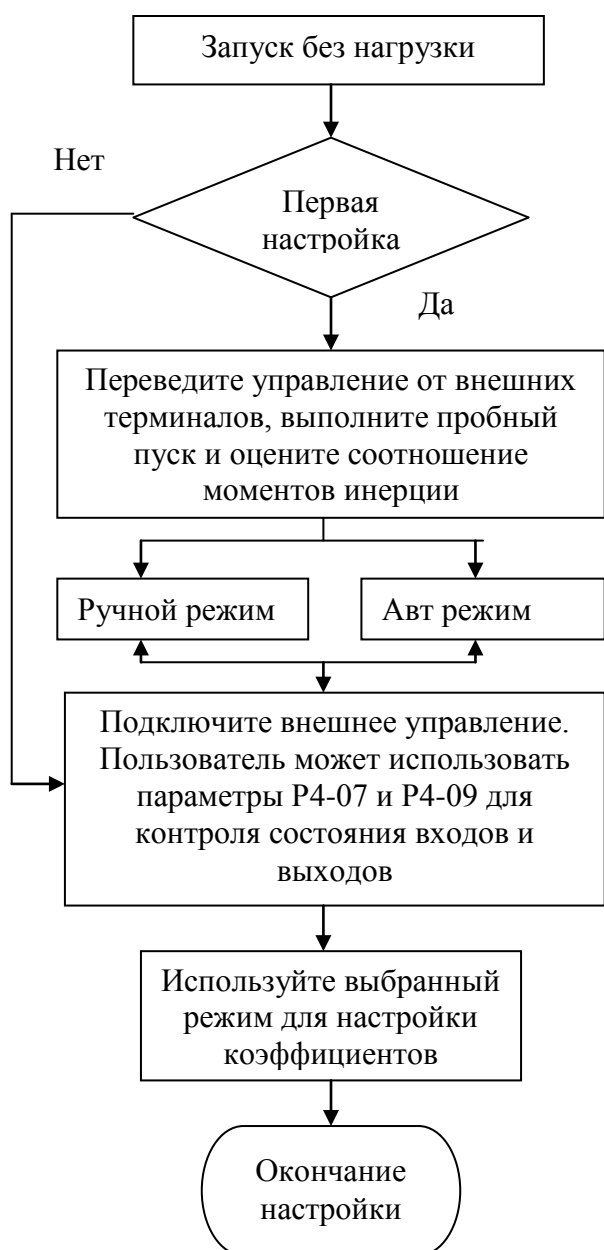 Запуск без нагрузки
Нет
Первая
настройка
Да
Переведите управление от внешних
терминалов, выполните пробный
пуск и оцените соотношение
моментов инерции
Ручной режим
Авт режим
Подключите внешнее управление.
Пользователь может использовать
параметры P4-07 и P4-09 для
контроля состояния входов и
выходов
Используйте выбранный
режим для настройки
коэффициентов
Окончание
настройки